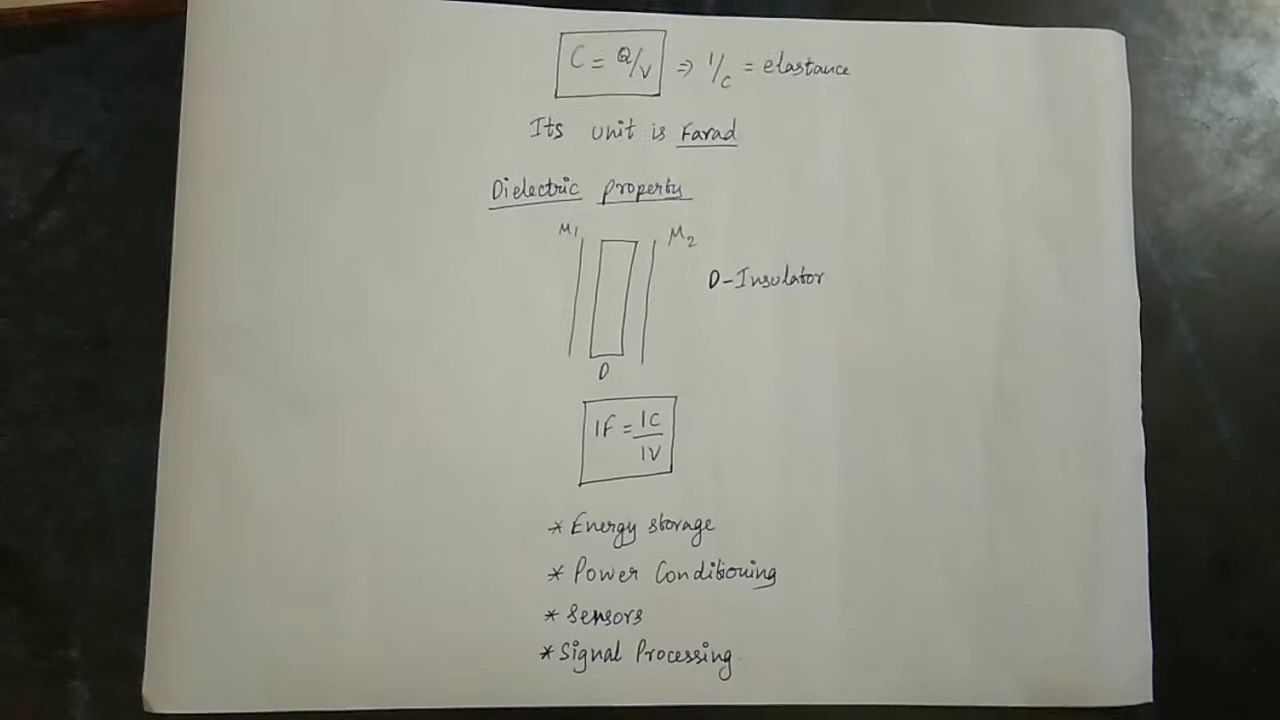 C = Q/V ⇒ 1/C = elastance
Its unit is Farad
Dielectric property
M1 M2
D-Insulator
D
1F = 1C/1V
* Energy storage
* Power Conditioning
* Sensors
* Signal Processing